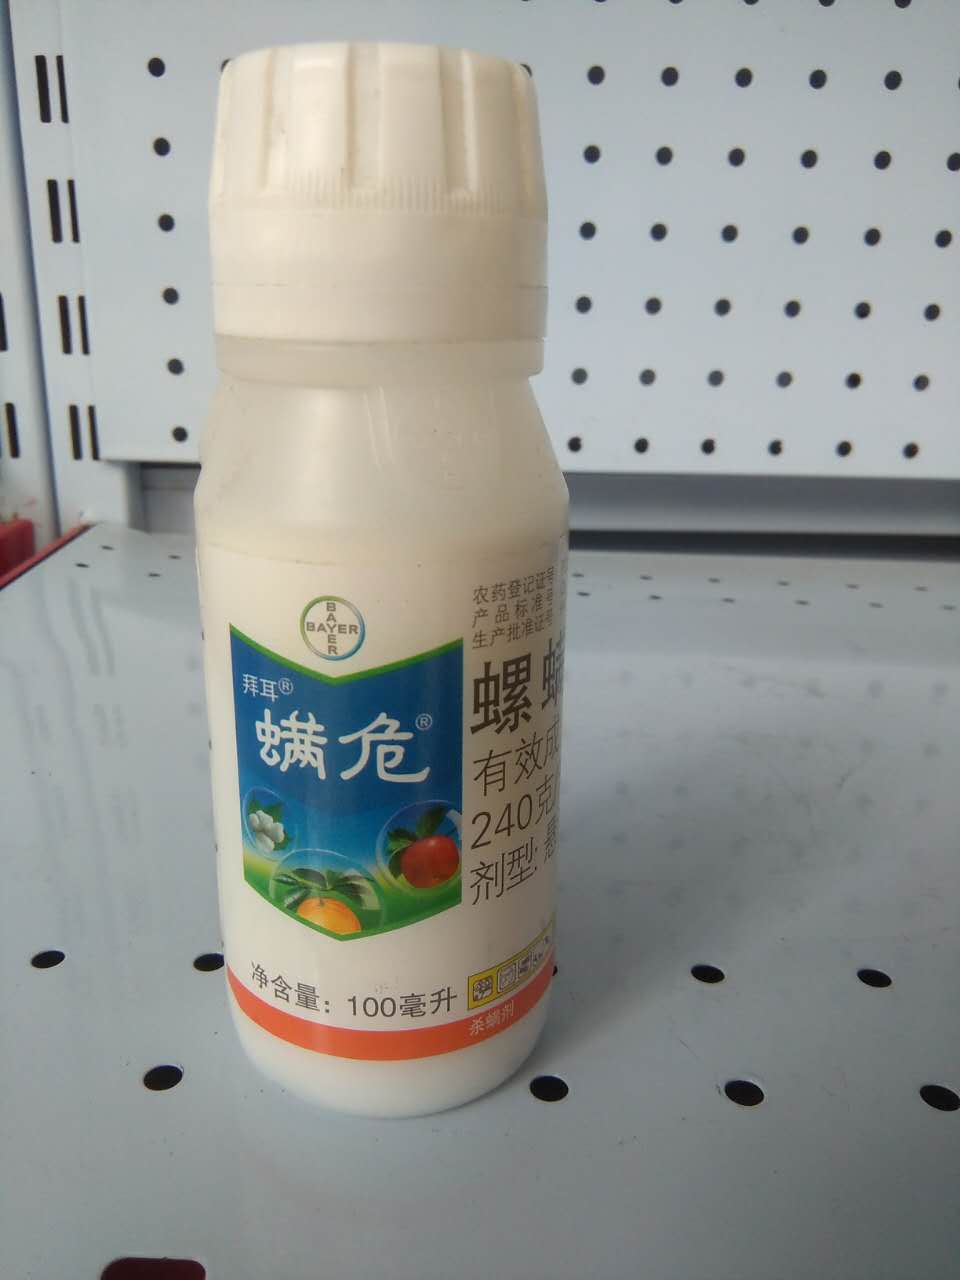 BAYER
BAYER
拜耳®
螨危®
净含量：100毫升
农药登记证号
产品标准号
生产批准证号
螺螨
有效成
240克
剂型:悬
杀螨剂